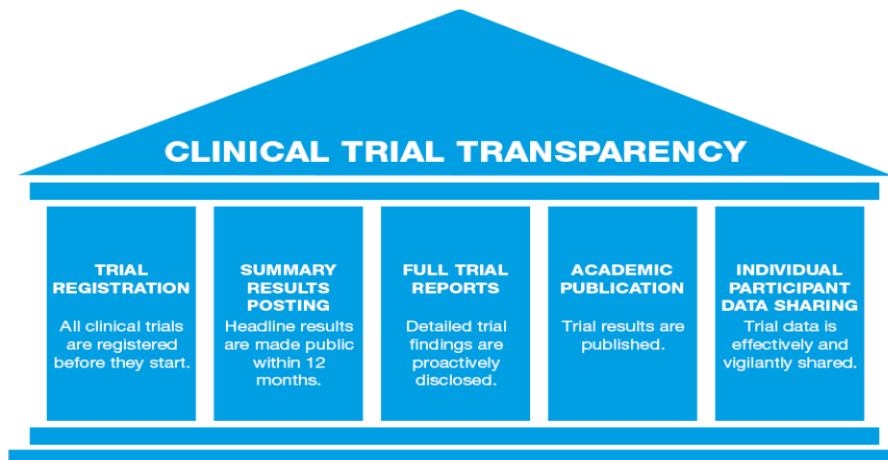 CLINICAL TRIAL TRANSPARENCY
TRIAL
REGISTRATION
All clinical trials
are registered
before they start.
SUMMARY
RESULTS
POSTING
Headline results
are made public
within 12
months.
FULL TRIAL
REPORTS
Detailed trial
findings are
proactively
disclosed.
ACADEMIC
PUBLICATION
Trial results are
published.
INDIVIDUAL
PARTICIPANT
DATA SHARING
Trial data is
effectively and
vigilantly shared.